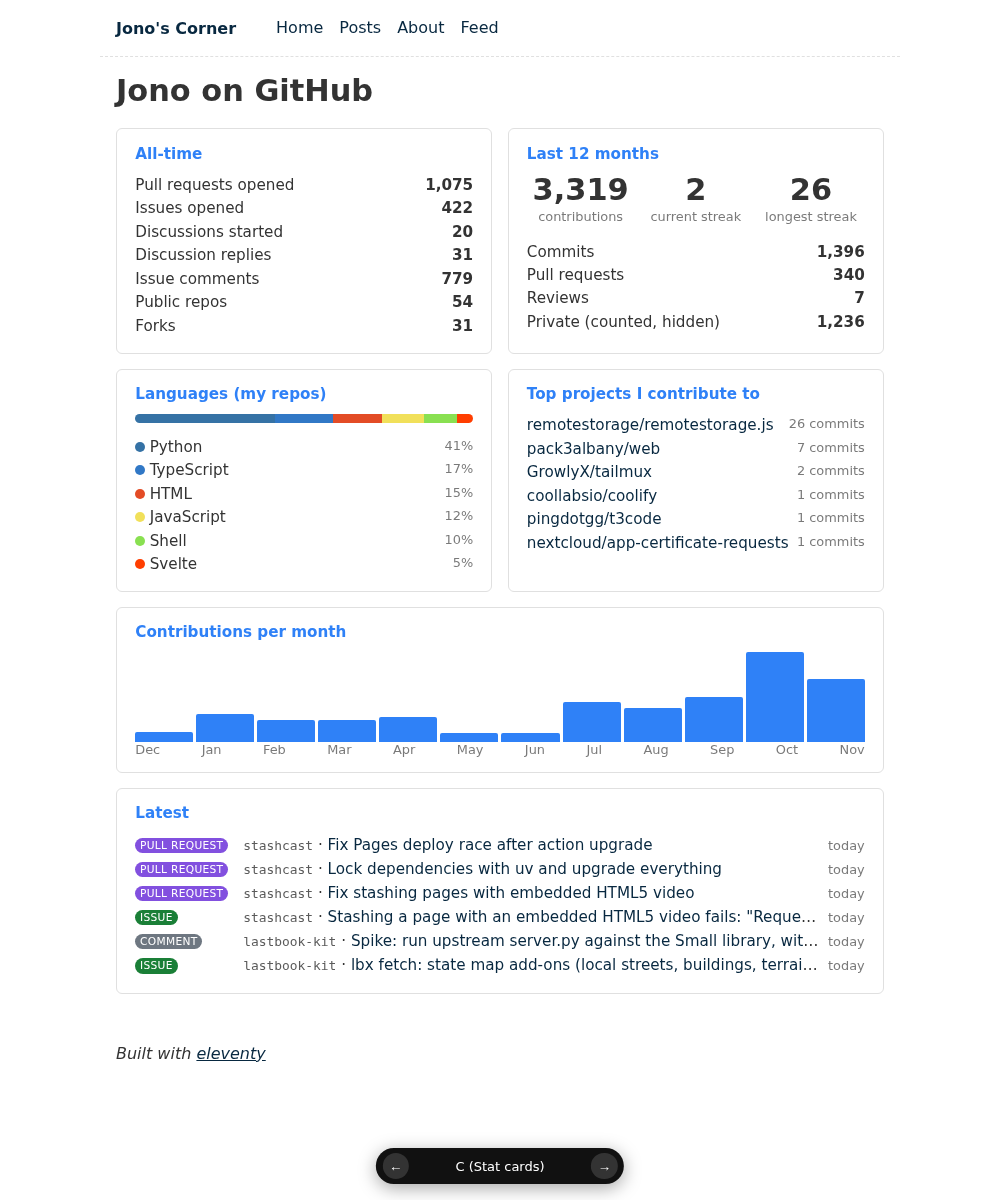 Jono's Corner Home Posts About Feed
Jono on GitHub
All-time
Pull requests opened 1,075
Issues opened 422
Discussions started 20
Discussion replies 31
Issue comments 779
Public repos 54
Forks 31
Last 12 months
3,319 2 26
contributions current streak longest streak
Commits 1,396
Pull requests 340
Reviews 7
Private (counted, hidden) 1,236
Languages (my repos)
Python 41%
TypeScript 17%
HTML 15%
JavaScript 12%
Shell 10%
Svelte 5%
Top projects I contribute to
remotestorage/remotestorage.js 26 commits
pack3albany/web 7 commits
GrowlyX/tailmux 2 commits
coollabsio/coolify 1 commits
pingdotgg/t3code 1 commits
nextcloud/app-certificate-requests 1 commits
Contributions per month
Dec Jan Feb Mar Apr May Jun Jul Aug Sep Oct Nov
Latest
PULL REQUEST stashcast · Fix Pages deploy race after action upgrade today
PULL REQUEST stashcast · Lock dependencies with uv and upgrade everything today
PULL REQUEST stashcast · Fix stashing pages with embedded HTML5 video today
ISSUE stashcast · Stashing a page with an embedded HTML5 video fails: "Reque... today
COMMENT lastbook-kit · Spike: run upstream server.py against the Small library, wit... today
ISSUE lastbook-kit · lbx fetch: state map add-ons (local streets, buildings, terrai... today
Built with eleventy
← C (Stat cards) →